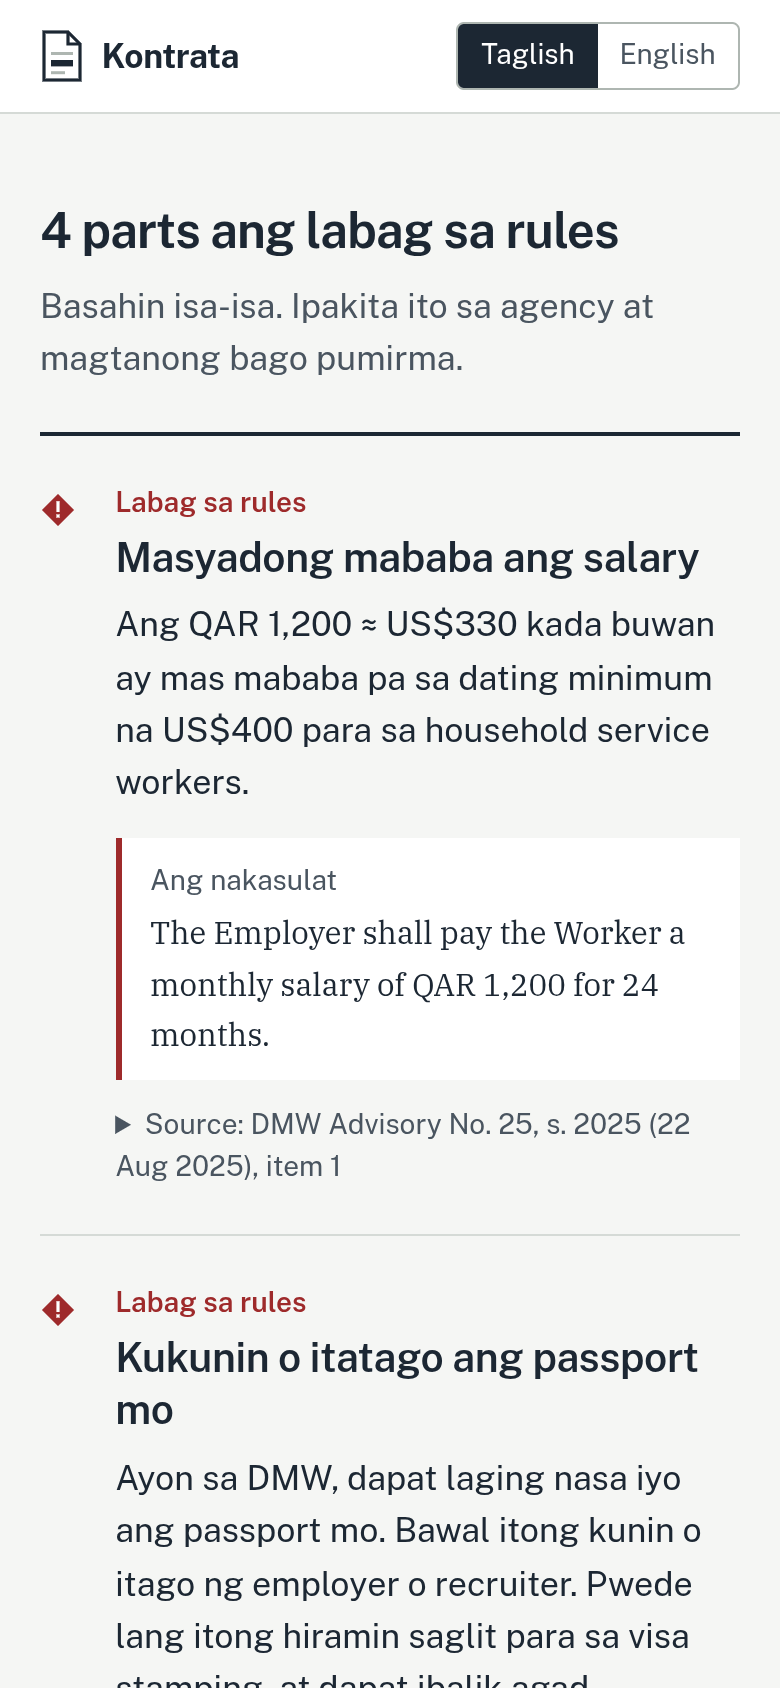 Kontrata
Taglish
English
4 parts ang labag sa rules
Basahin isa-isa. Ipakita ito sa agency at
magtanong bago pumirma.
Labag sa rules
Masyadong mababa ang salary
Ang QAR 1,200 ≈ US$330 kada buwan
ay mas mababa pa sa dating minimum
na US$400 para sa household service
workers.
Ang nakasulat
The Employer shall pay the Worker a
monthly salary of QAR 1,200 for 24
months.
Source: DMW Advisory No. 25, s. 2025 (22
Aug 2025), item 1
Labag sa rules
Kukunin o itatago ang passport
mo
Ayon sa DMW, dapat laging nasa iyo
ang passport mo. Bawal itong kunin o
itago ng employer o recruiter. Pwede
lang itong hiramin saglit para sa visa
stamping, at dapat ibalik agad.